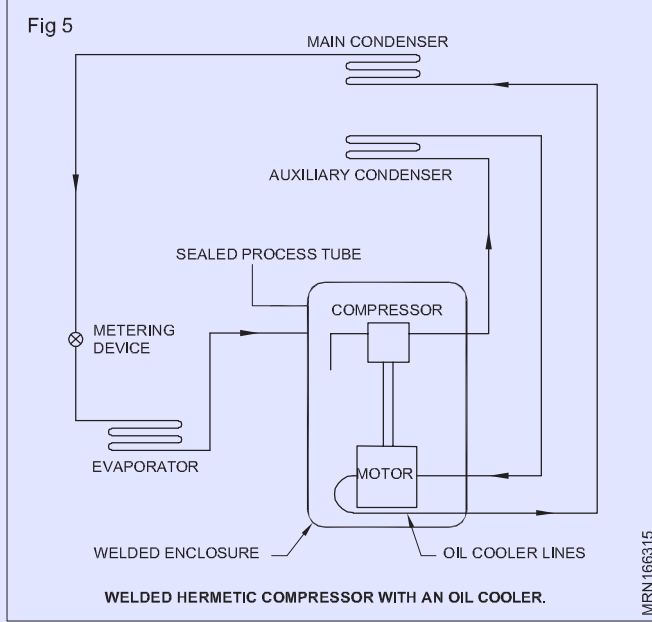 Fig 5
MAIN CONDENSER
AUXILIARY CONDENSER
SEALED PROCESS TUBE
COMPRESSOR
METERING
DEVICE
EVAPORATOR
MOTOR
WELDED ENCLOSURE
OIL COOLER LINES
WELDED HERMETIC COMPRESSOR WITH AN OIL COOLER.
MRN166315